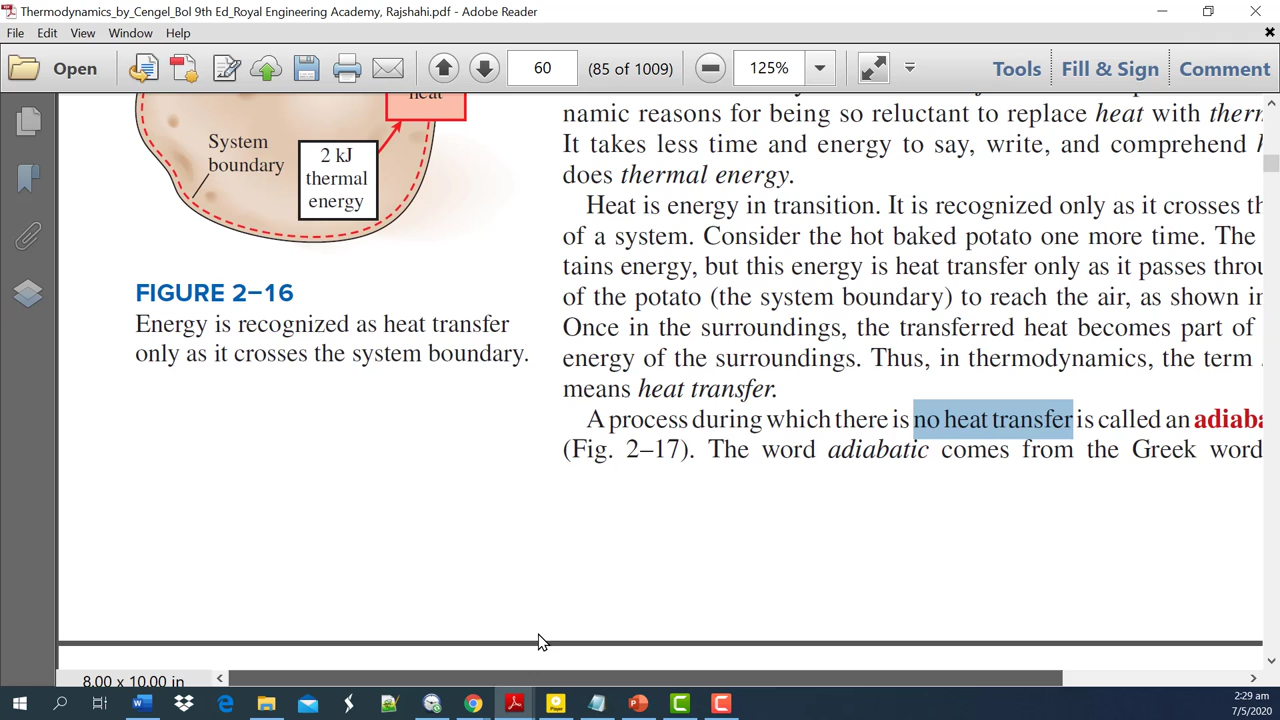 Thermodynamics_by_Cengel_Bol 9th Ed_Royal Engineering Academy, Rajshahi.pdf - Adobe Reader
File Edit View Window Help
Open 60 (85 of 1009) 125% Tools Fill & Sign Comment
heat
System
boundary
2 kJ
thermal
energy
FIGURE 2–16
Energy is recognized as heat transfer
only as it crosses the system boundary.
namic reasons for being so reluctant to replace heat with therm
It takes less time and energy to say, write, and comprehend
does thermal energy.
Heat is energy in transition. It is recognized only as it crosses th
of a system. Consider the hot baked potato one more time. The
tains energy, but this energy is heat transfer only as it passes throu
of the potato (the system boundary) to reach the air, as shown in
Once in the surroundings, the transferred heat becomes part of
energy of the surroundings. Thus, in thermodynamics, the term
means heat transfer.
A process during which there is no heat transfer is called an adiaba
(Fig. 2–17). The word adiabatic comes from the Greek word
8.00 x 10.00 in
2:29 am
7/5/2020